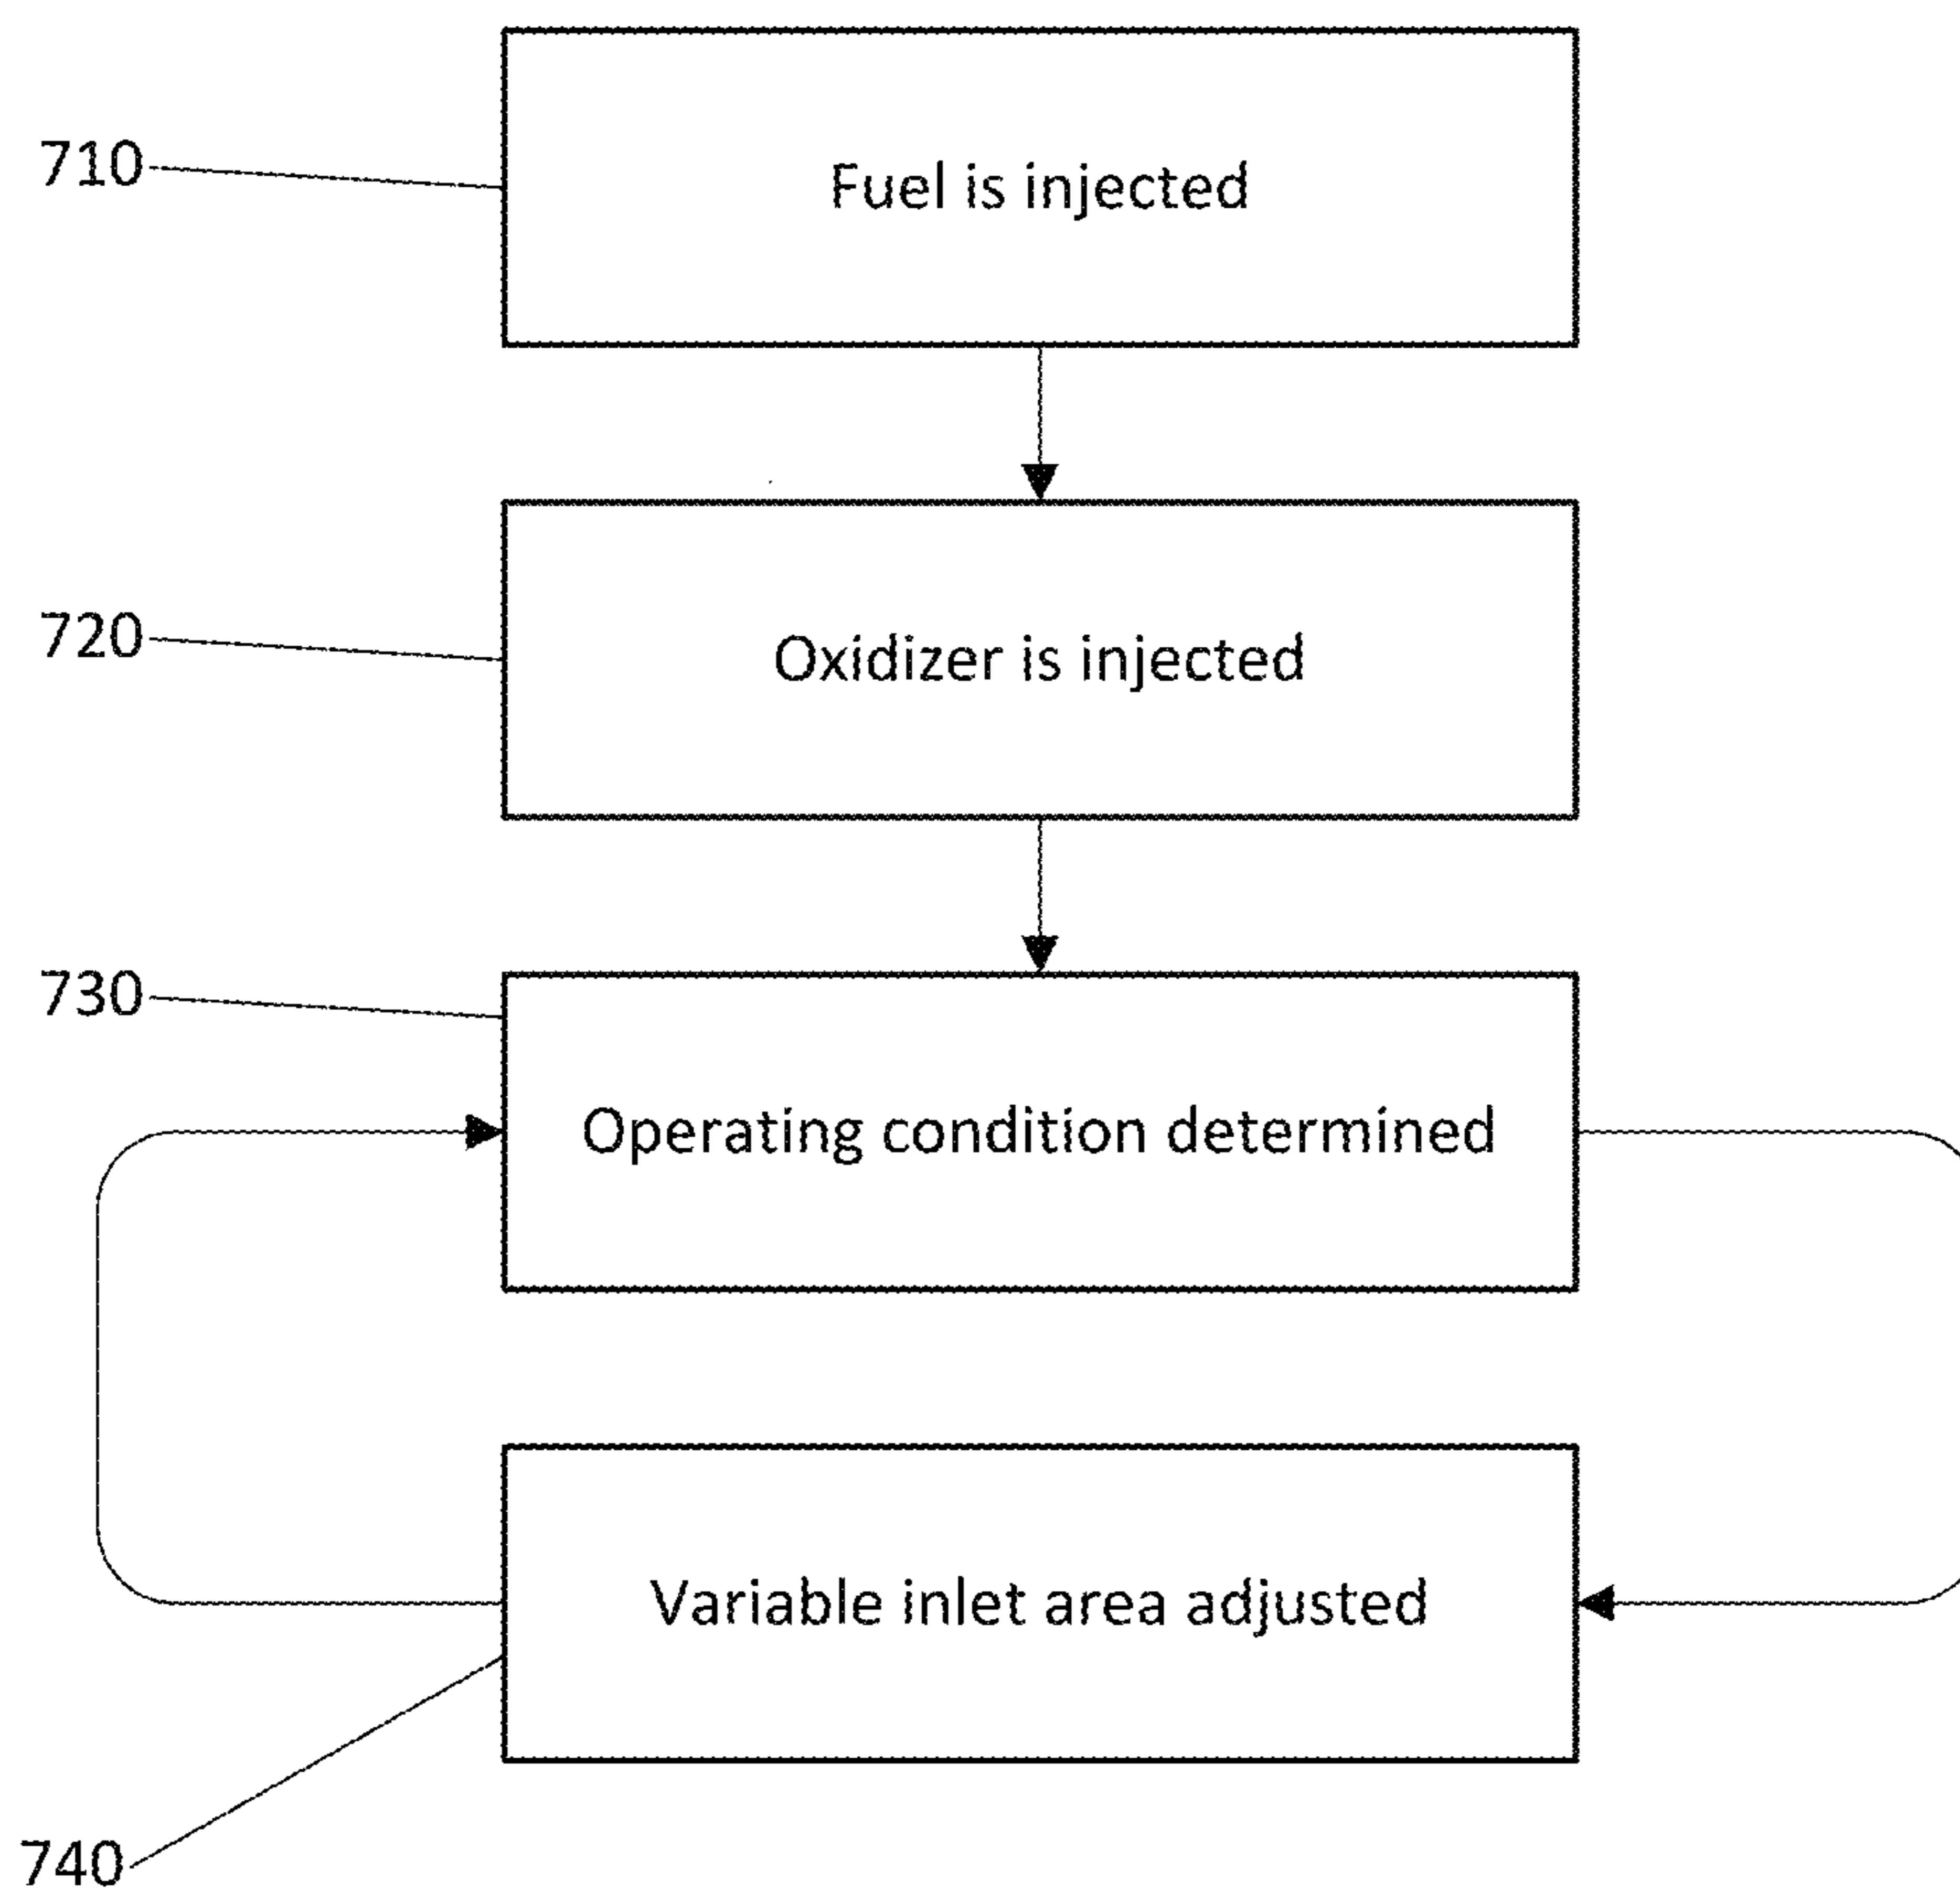 710
Fuel is injected
720
Oxidizer is injected
730
Operating condition determined
Variable inlet area adjusted
740